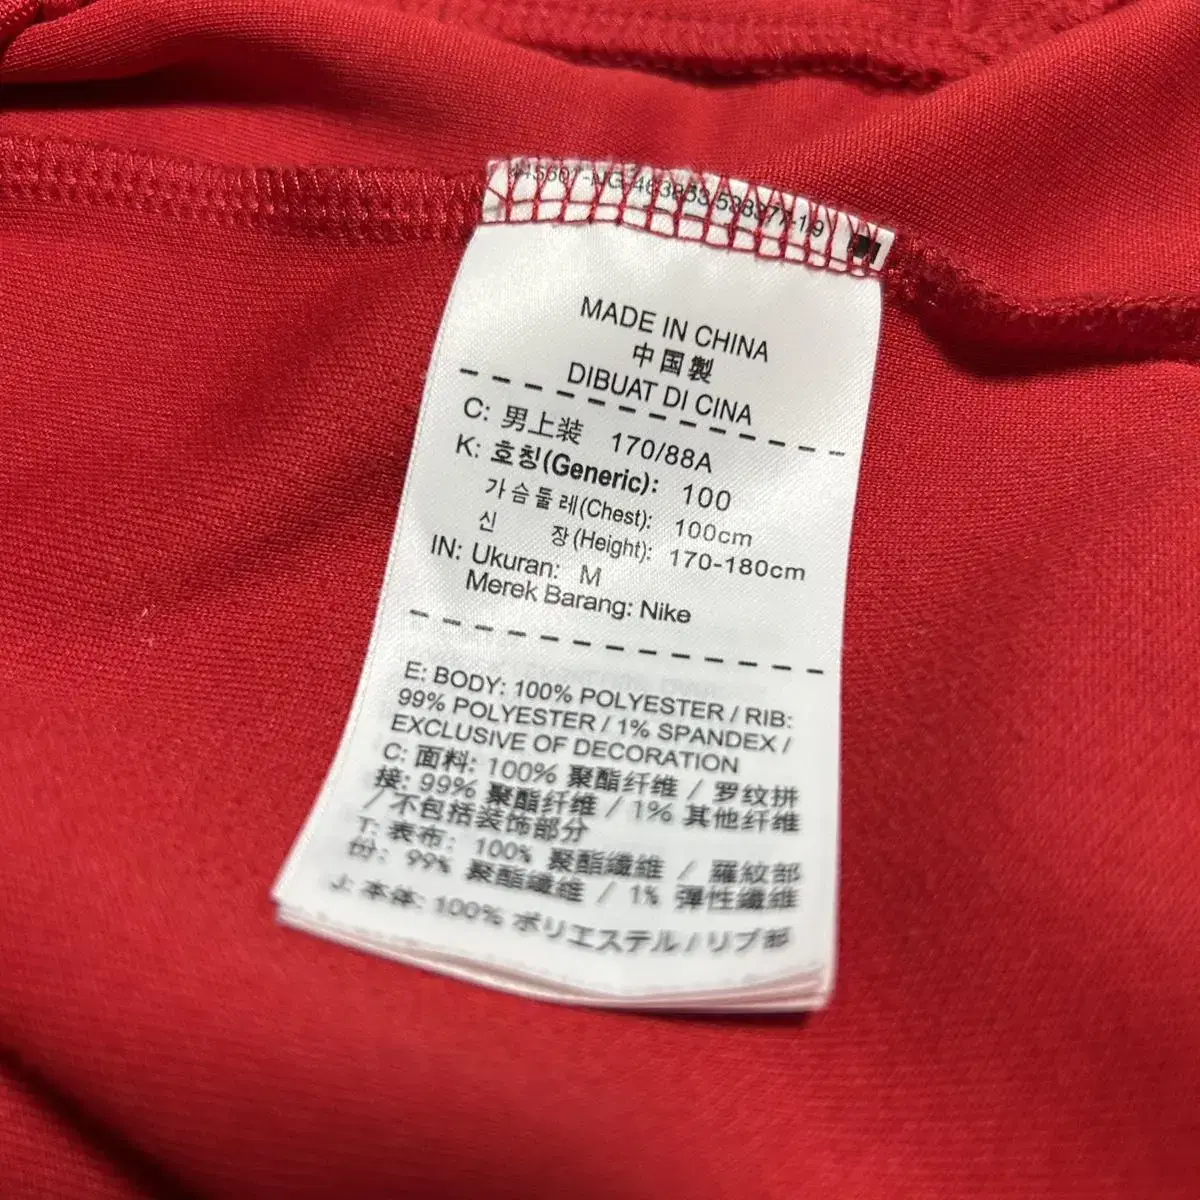 463853 538377-1/9
MADE IN CHINA
中国製
DIBUAT DI CINA
C: 男上装 170/88A
K: 호칭(Generic): 100
가슴둘레(Chest): 100cm
신 장(Height): 170-180cm
IN: Ukuran: M
Merek Barang: Nike
E: BODY: 100% POLYESTER / RIB:
99% POLYESTER / 1% SPANDEX /
EXCLUSIVE OF DECORATION
C: 面料: 100% 聚酯纤维 / 罗纹拼
接: 99% 聚酯纤维 / 1% 其他纤维
/ 不包括装饰部分
T: 表布: 100% 聚酯纖維 / 羅紋部
份: 99% 聚酯纖維 / 1% 彈性纖維
J: 本体: 100% ポリエステル / リブ部